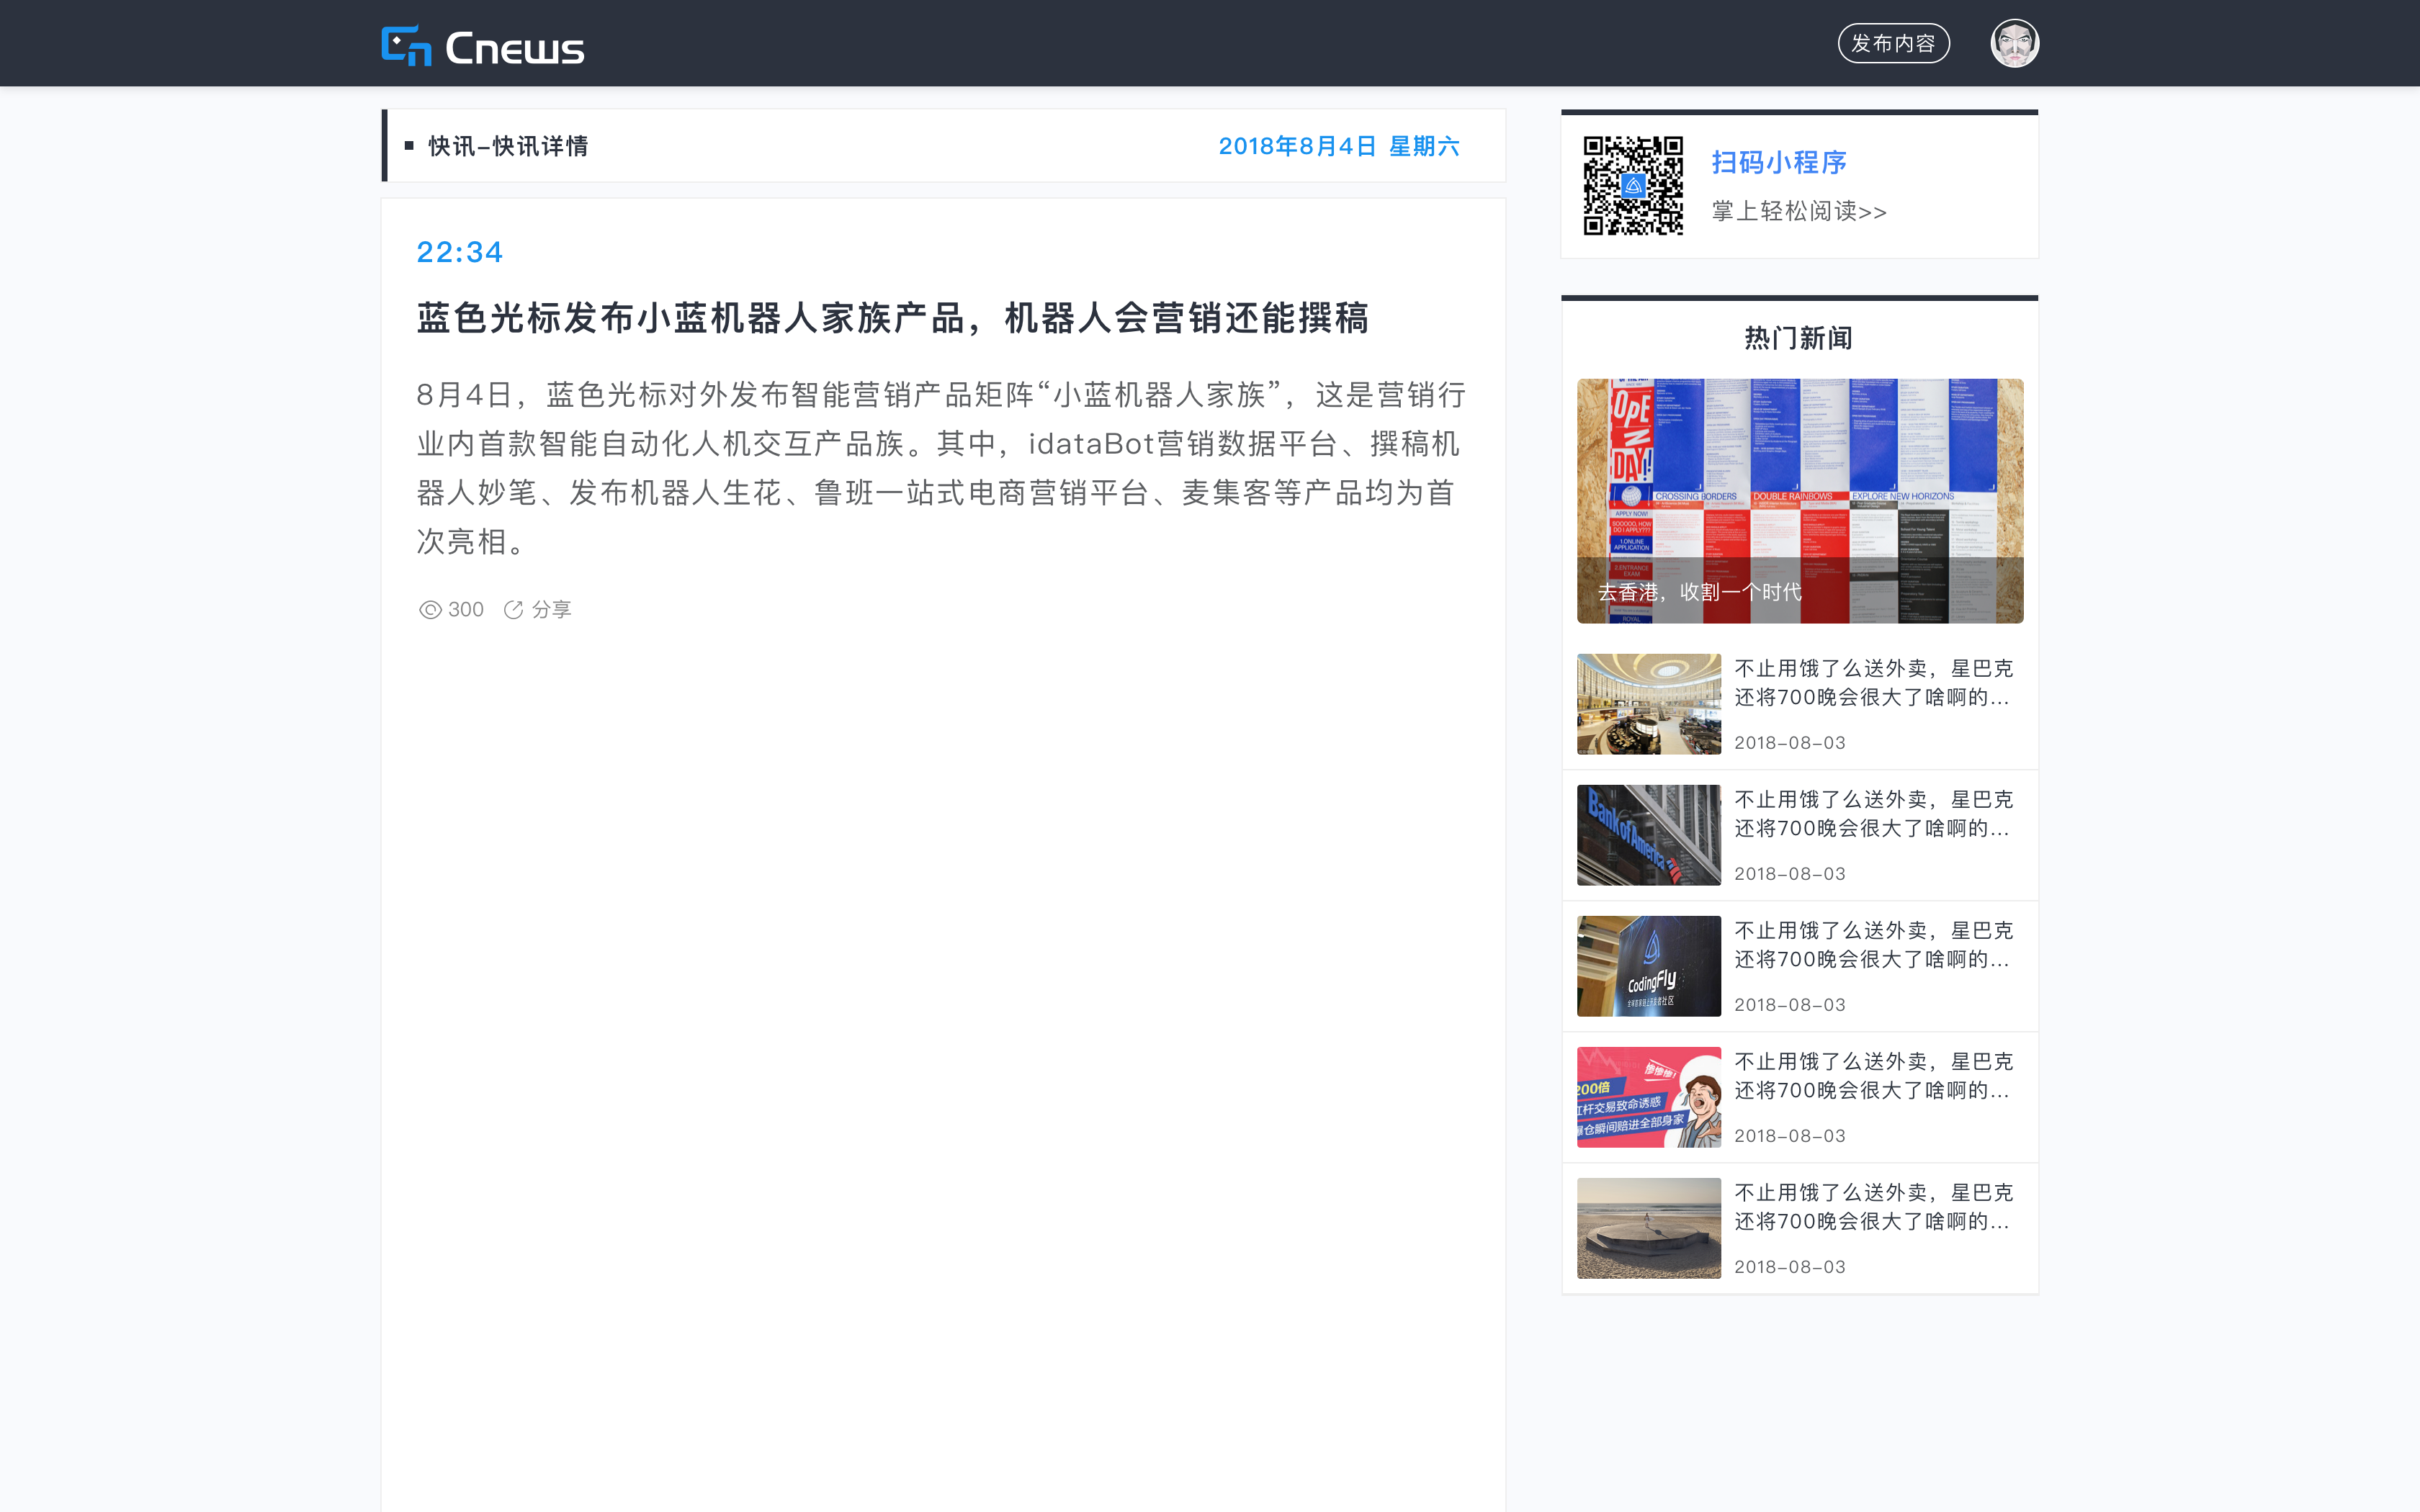 Cnews
发布内容
快讯-快讯详情
2018年8月4日 星期六
22:34
蓝色光标发布小蓝机器人家族产品，机器人会营销还能撰稿
8月4日，蓝色光标对外发布智能营销产品矩阵“小蓝机器人家族”，这是营销行
业内首款智能自动化人机交互产品族。其中，idataBot营销数据平台、撰稿机
器人妙笔、发布机器人生花、鲁班一站式电商营销平台、麦集客等产品均为首
次亮相。
300 分享
扫码小程序
掌上轻松阅读>>
热门新闻
OPE
N
DAY!!
CROSSING BORDERS
DOUBLE RAINBOWS
EXPLORE NEW HORIZONS
APPLY NOW!
SOOOOO, HOW
DO I APPLY???
1.ONLINE
APPLICATION
2.ENTRANCE
EXAM
ROYAL
去香港，收割一个时代
不止用饿了么送外卖，星巴克
还将700晚会很大了啥啊的...
2018-08-03
Bank of America
不止用饿了么送外卖，星巴克
还将700晚会很大了啥啊的...
2018-08-03
CodingFly
不止用饿了么送外卖，星巴克
还将700晚会很大了啥啊的...
2018-08-03
惨惨惨!
200倍
杠杆交易致命诱惑
爆仓瞬间赔进全部身家
不止用饿了么送外卖，星巴克
还将700晚会很大了啥啊的...
2018-08-03
不止用饿了么送外卖，星巴克
还将700晚会很大了啥啊的...
2018-08-03